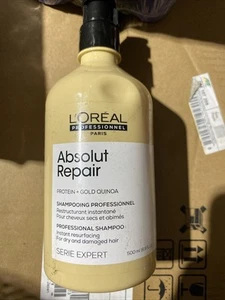 L'ORÉAL
PROFESSIONNEL
PARIS
Absolut
Repair
PROTEIN + GOLD QUINOA
SHAMPOOING PROFESSIONNEL
Restructurant instantané
Pour cheveux secs et abîmés
PROFESSIONAL SHAMPOO
Instant resurfacing
For dry and damaged hair
SERIE EXPERT
500 ml